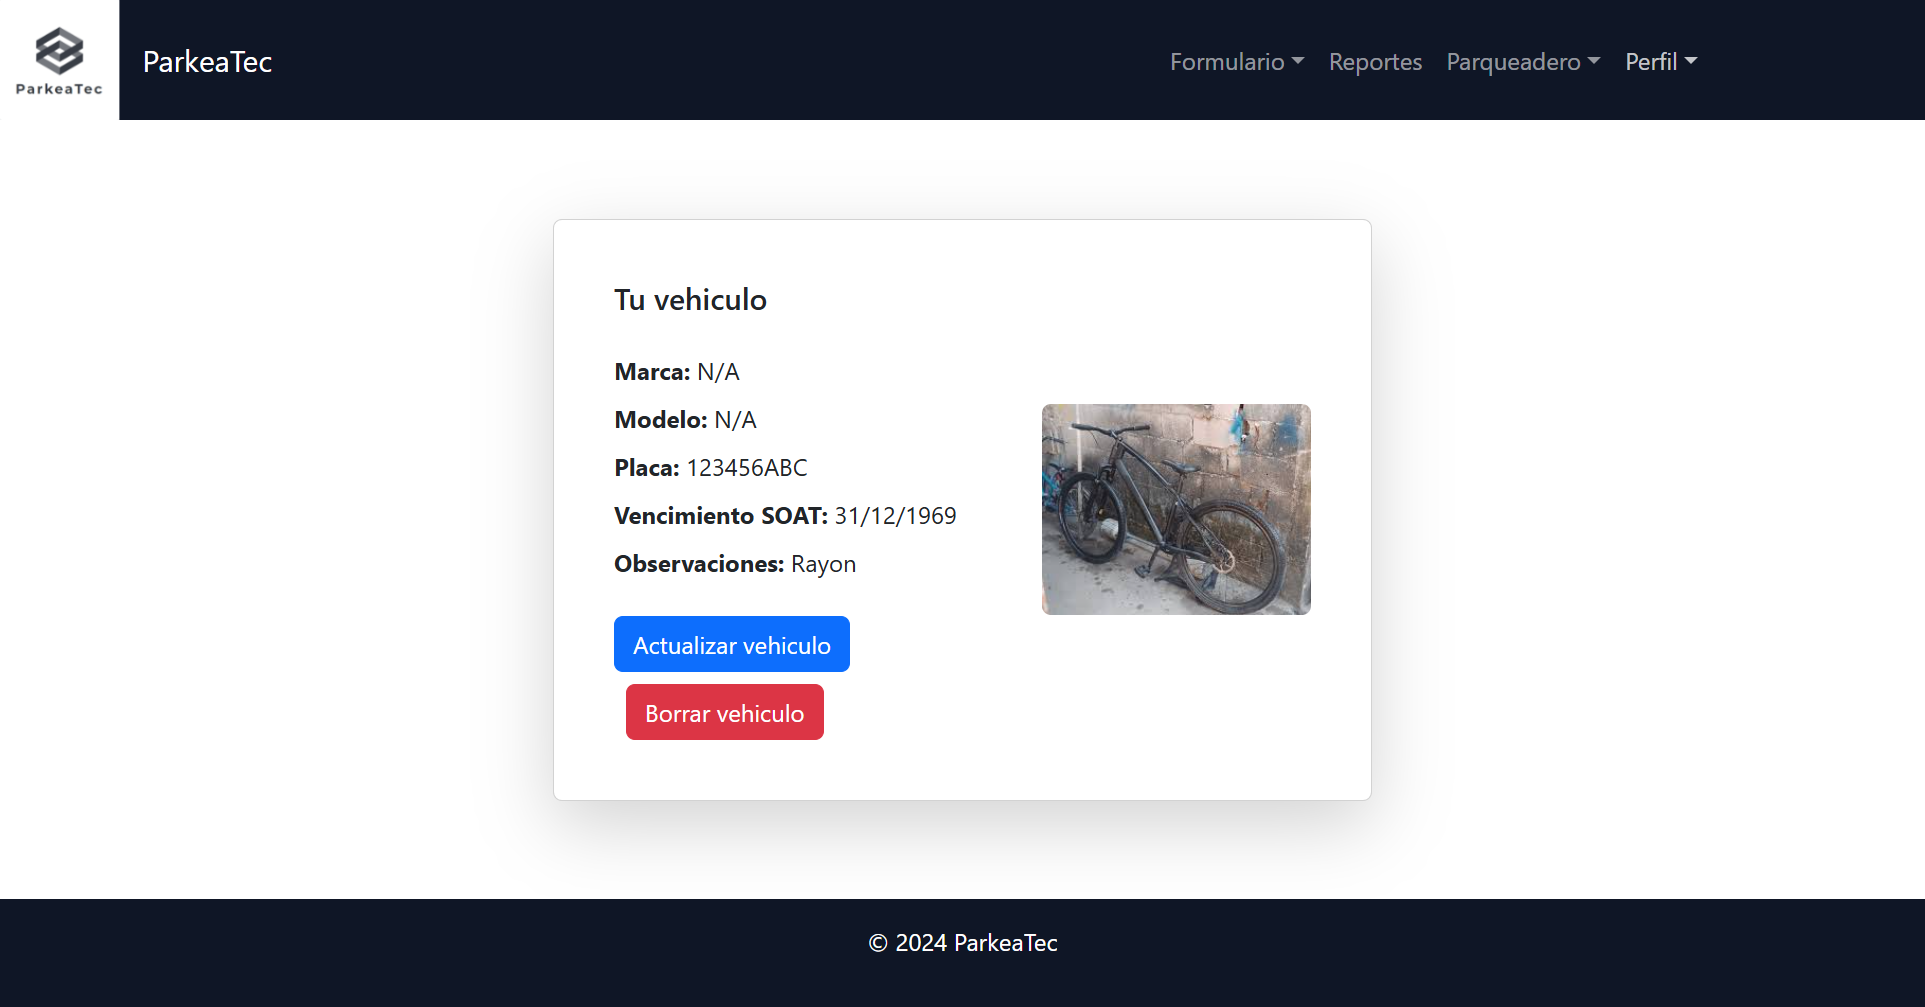 ParkeaTec
ParkeaTec
Formulario
Reportes
Parqueadero
Perfil
Tu vehiculo
Marca: N/A
Modelo: N/A
Placa: 123456ABC
Vencimiento SOAT: 31/12/1969
Observaciones: Rayon
Actualizar vehiculo
Borrar vehiculo
© 2024 ParkeaTec